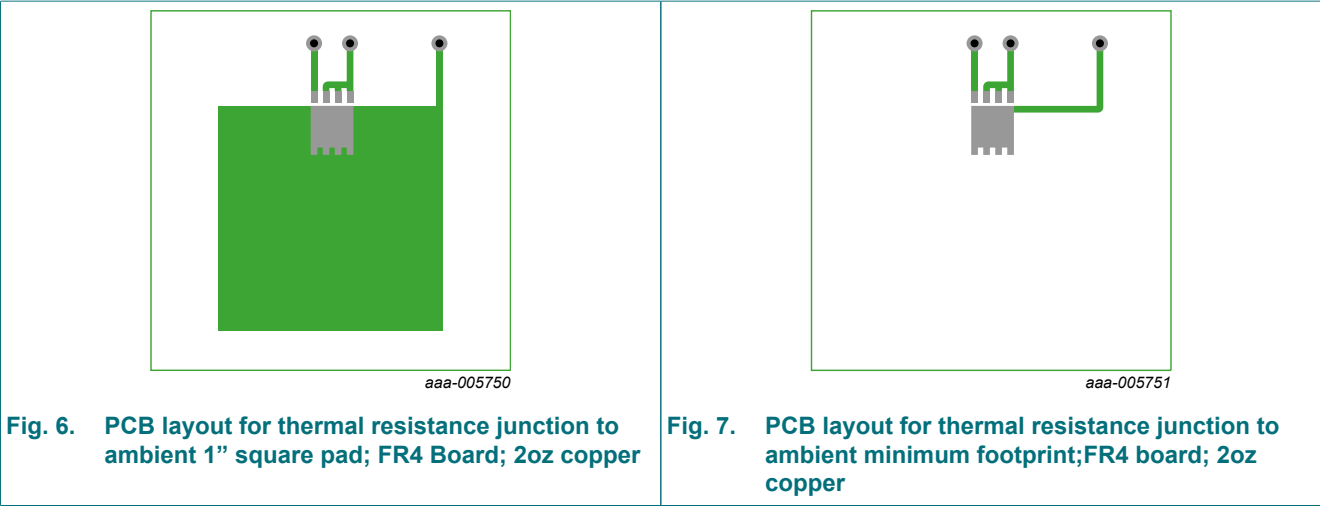 aaa-005750
Fig. 6. PCB layout for thermal resistance junction to
ambient 1” square pad; FR4 Board; 2oz copper
aaa-005751
Fig. 7. PCB layout for thermal resistance junction to
ambient minimum footprint;FR4 board; 2oz
copper